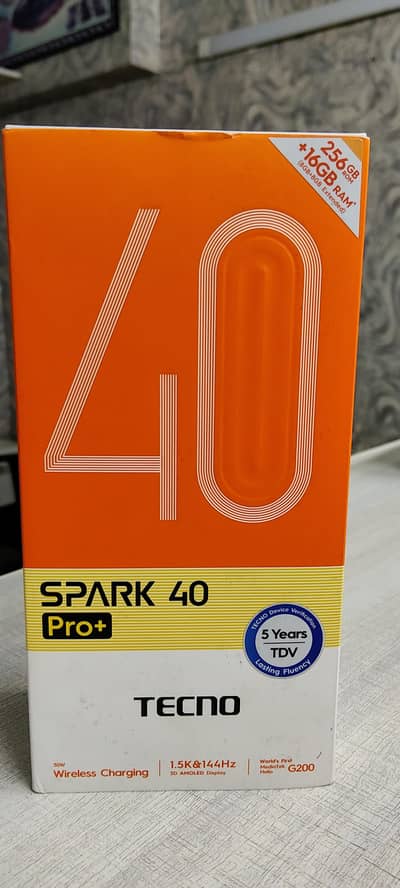 256GB
ROM
+16GB RAM*
(8GB+8GB Extended)
40
SPARK 40
Pro+
TECNO Device Verification
5 Years
TDV
Lasting Fluency
TECNO
30W
Wireless Charging
1.5K&144Hz
3D AMOLED Display
World's First
MediaTek
Helio G200